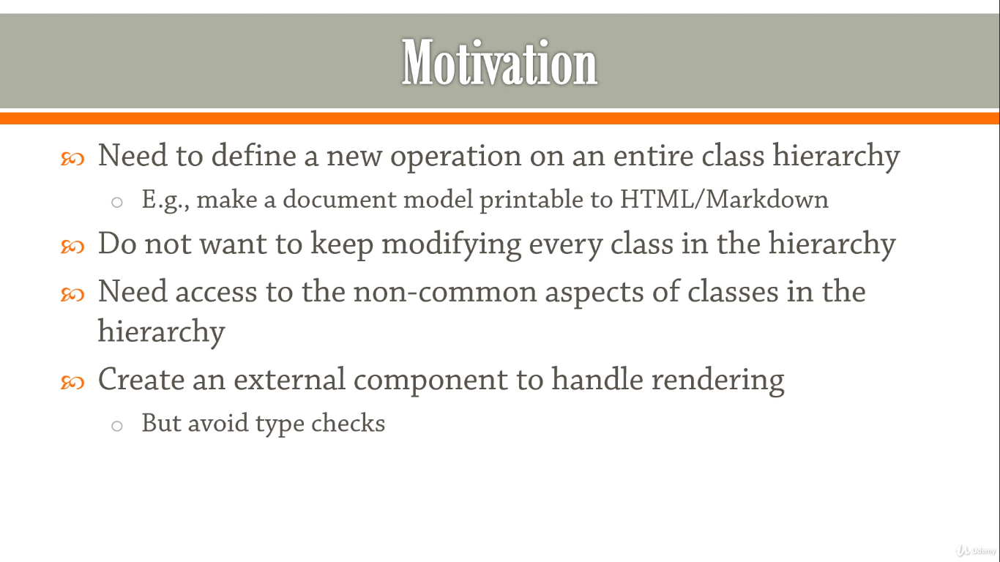 Motivation
Need to define a new operation on an entire class hierarchy
E.g., make a document model printable to HTML/Markdown
Do not want to keep modifying every class in the hierarchy
Need access to the non-common aspects of classes in the
hierarchy
Create an external component to handle rendering
But avoid type checks
Udemy